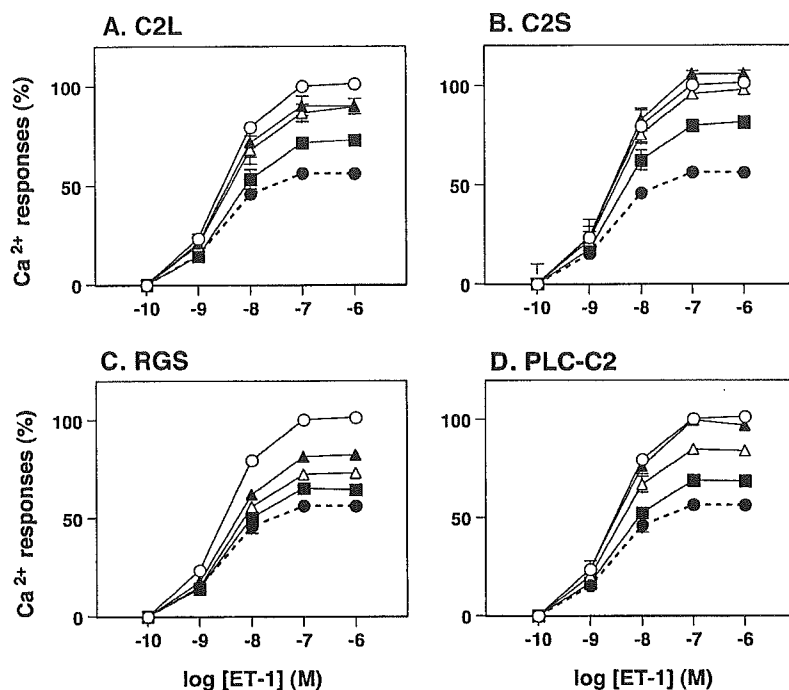 A. C2L
B. C2S
Ca 2+ responses (%)
100
50
0
-10 -9 -8 -7 -6
100
50
0
-10 -9 -8 -7 -6
C. RGS
D. PLC-C2
Ca 2+ responses (%)
100
50
0
-10 -9 -8 -7 -6
log [ET-1] (M)
100
50
0
-10 -9 -8 -7 -6
log [ET-1] (M)